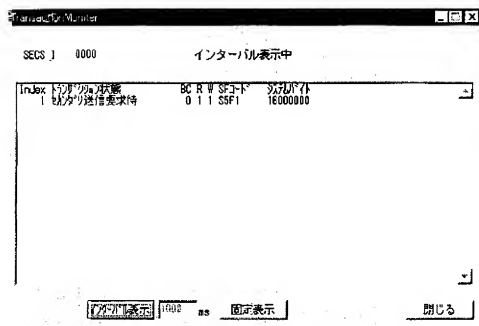 Transaction Moniter
SECS I 0000 インターバル表示中
Index トランザクション状態 BC R W SFコード システムバイト
1 セカンダリ送信要求待 0 1 1 S5F1 16000000
インターバル表示 1000 ms 固定表示 閉じる